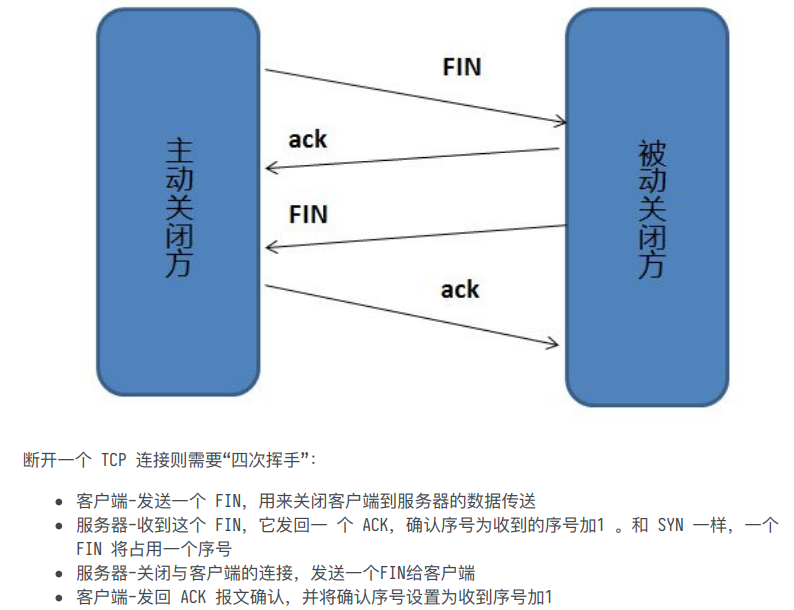 FIN
ack
FIN
ack
主动关闭方
被动关闭方
断开一个 TCP 连接则需要“四次挥手”：
客户端-发送一个 FIN，用来关闭客户端到服务器的数据传送
服务器-收到这个 FIN，它发回一 个 ACK，确认序号为收到的序号加1 。和 SYN 一样，一个
FIN 将占用一个序号
服务器-关闭与客户端的连接，发送一个FIN给客户端
客户端-发回 ACK 报文确认，并将确认序号设置为收到序号加1